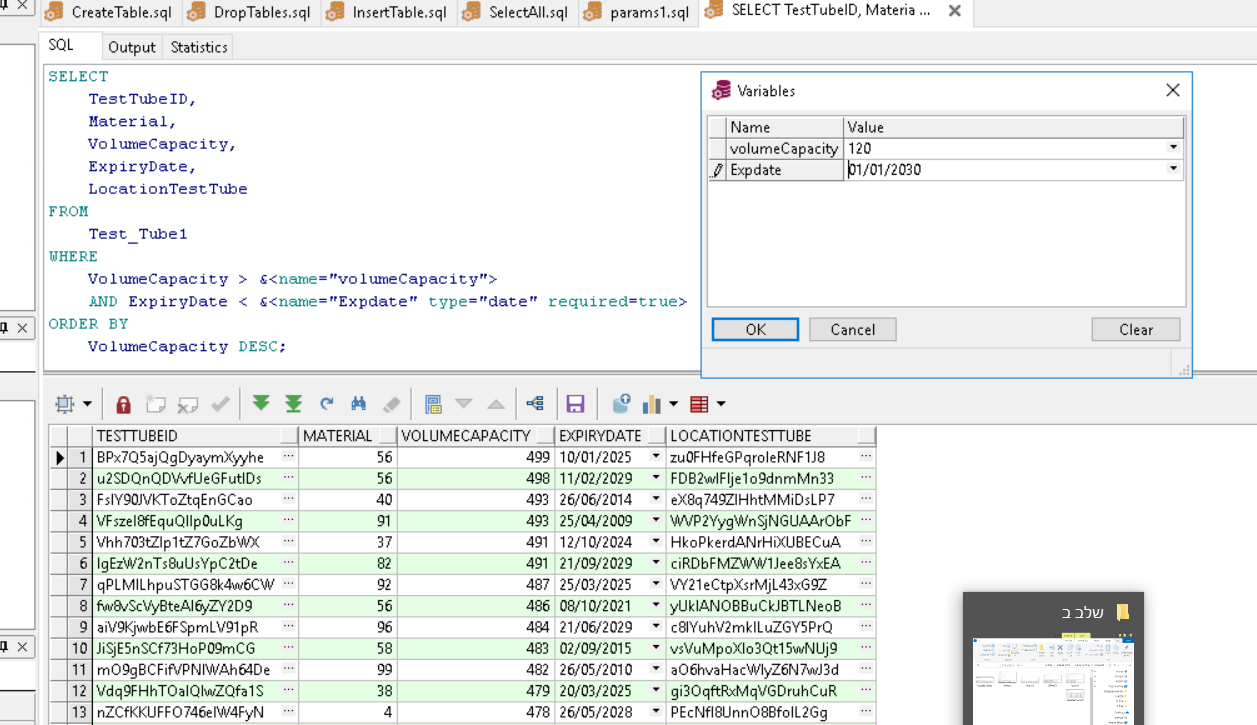 CreateTable.sql DropTables.sql InsertTable.sql SelectAll.sql params1.sql SELECT TestTubeID, Materia ...
SQL Output Statistics
SELECT
TestTubeID,
Material,
VolumeCapacity,
ExpiryDate,
LocationTestTube
FROM
Test_Tube1
WHERE
VolumeCapacity > &<name="volumeCapacity">
AND ExpiryDate < &<name="Expdate" type="date" required=true>
ORDER BY
VolumeCapacity DESC;
Variables
Name Value
volumeCapacity 120
Expdate 01/01/2030
OK Cancel Clear
TESTTUBEID MATERIAL VOLUMECAPACITY EXPIRYDATE LOCATIONTESTTUBE
1 BPx7Q5ajQgDyaymXyyhe ... 56 499 10/01/2025 zu0FHfeGPqroleRNF1J8 ...
2 u2SDQnQDVvfUeGFutIDs ... 56 498 11/02/2029 FDB2wlFIje1o9dnmMn33 ...
3 FsIY90JVKToZtqEnGCao ... 40 493 26/06/2014 eX8q749ZIHhtMMiDsLP7 ...
4 VFszeI8fEquQIIp0uLKg ... 91 493 25/04/2009 WVP2YygWnSjNGUAArObF ...
5 Vhh703tZlp1tZ7GoZbWX ... 37 491 12/10/2024 HkoPkerdANrHiXUBECuA ...
6 IgEzW2nTs8uUsYpC2tDe ... 82 491 21/09/2029 ciRDbFMZWW1Jee8sYxEA ...
7 qPLMILhpuSTGG8k4w6CW ... 92 487 25/03/2025 VY21eCtpXsrMjL43xG9Z ...
8 fw8vScVyBteAI6yZY2D9 ... 56 486 08/10/2021 yUkIANOBBuCkJBTLNeoB ...
9 aiV9KjwbE6FSpmLV91pR ... 96 484 21/06/2029 c8IYuhV2mkILuZGY5PrQ ...
10 JiSjE5nSCf73HoP09mCG ... 58 483 02/09/2015 vsVuMpoXlo3Qt15wNUj9 ...
11 mO9gBCFifVPNIWAh64De ... 99 482 26/05/2010 aO6hvaHacWIyZ6N7wJ3d ...
12 Vdq9FHhTOaIQlwZQfa1S ... 38 479 20/03/2025 gi3OqftRxMqVGDruhCuR ...
13 nZCfKKUFFO746eIW4FyN ... 4 478 26/05/2028 PEcNfI8UnnO8BfoIL2Gg ...
שלב ב